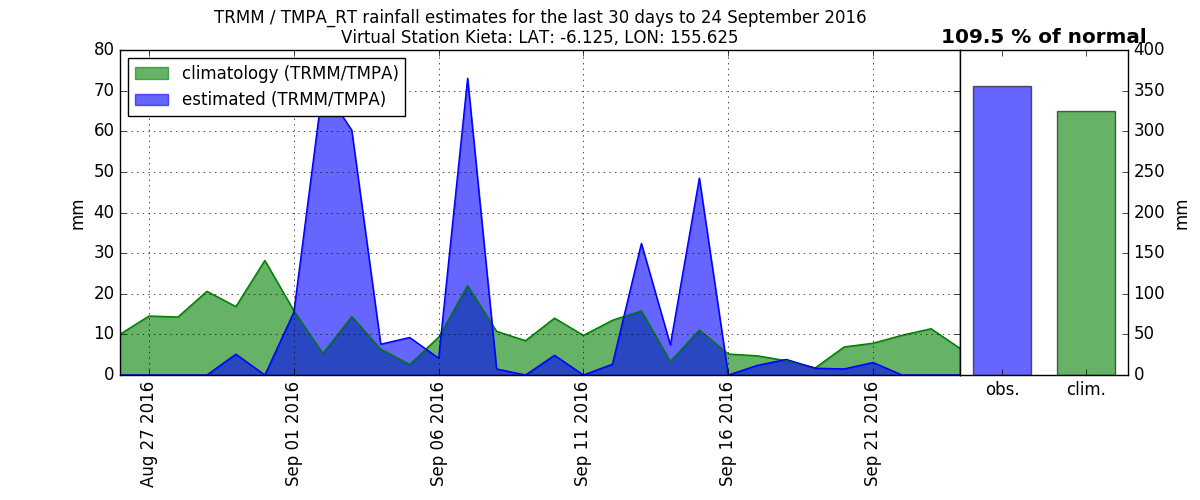 TRMM / TMPA_RT rainfall estimates for the last 30 days to 24 September 2016
Virtual Station Kieta: LAT: -6.125, LON: 155.625
109.5 % of normal
climatology (TRMM/TMPA)
estimated (TRMM/TMPA)
mm
80
70
60
50
40
30
20
10
0
Aug 27 2016
Sep 01 2016
Sep 06 2016
Sep 11 2016
Sep 16 2016
Sep 21 2016
400
350
300
250
200
150
100
50
0
mm
obs.
clim.